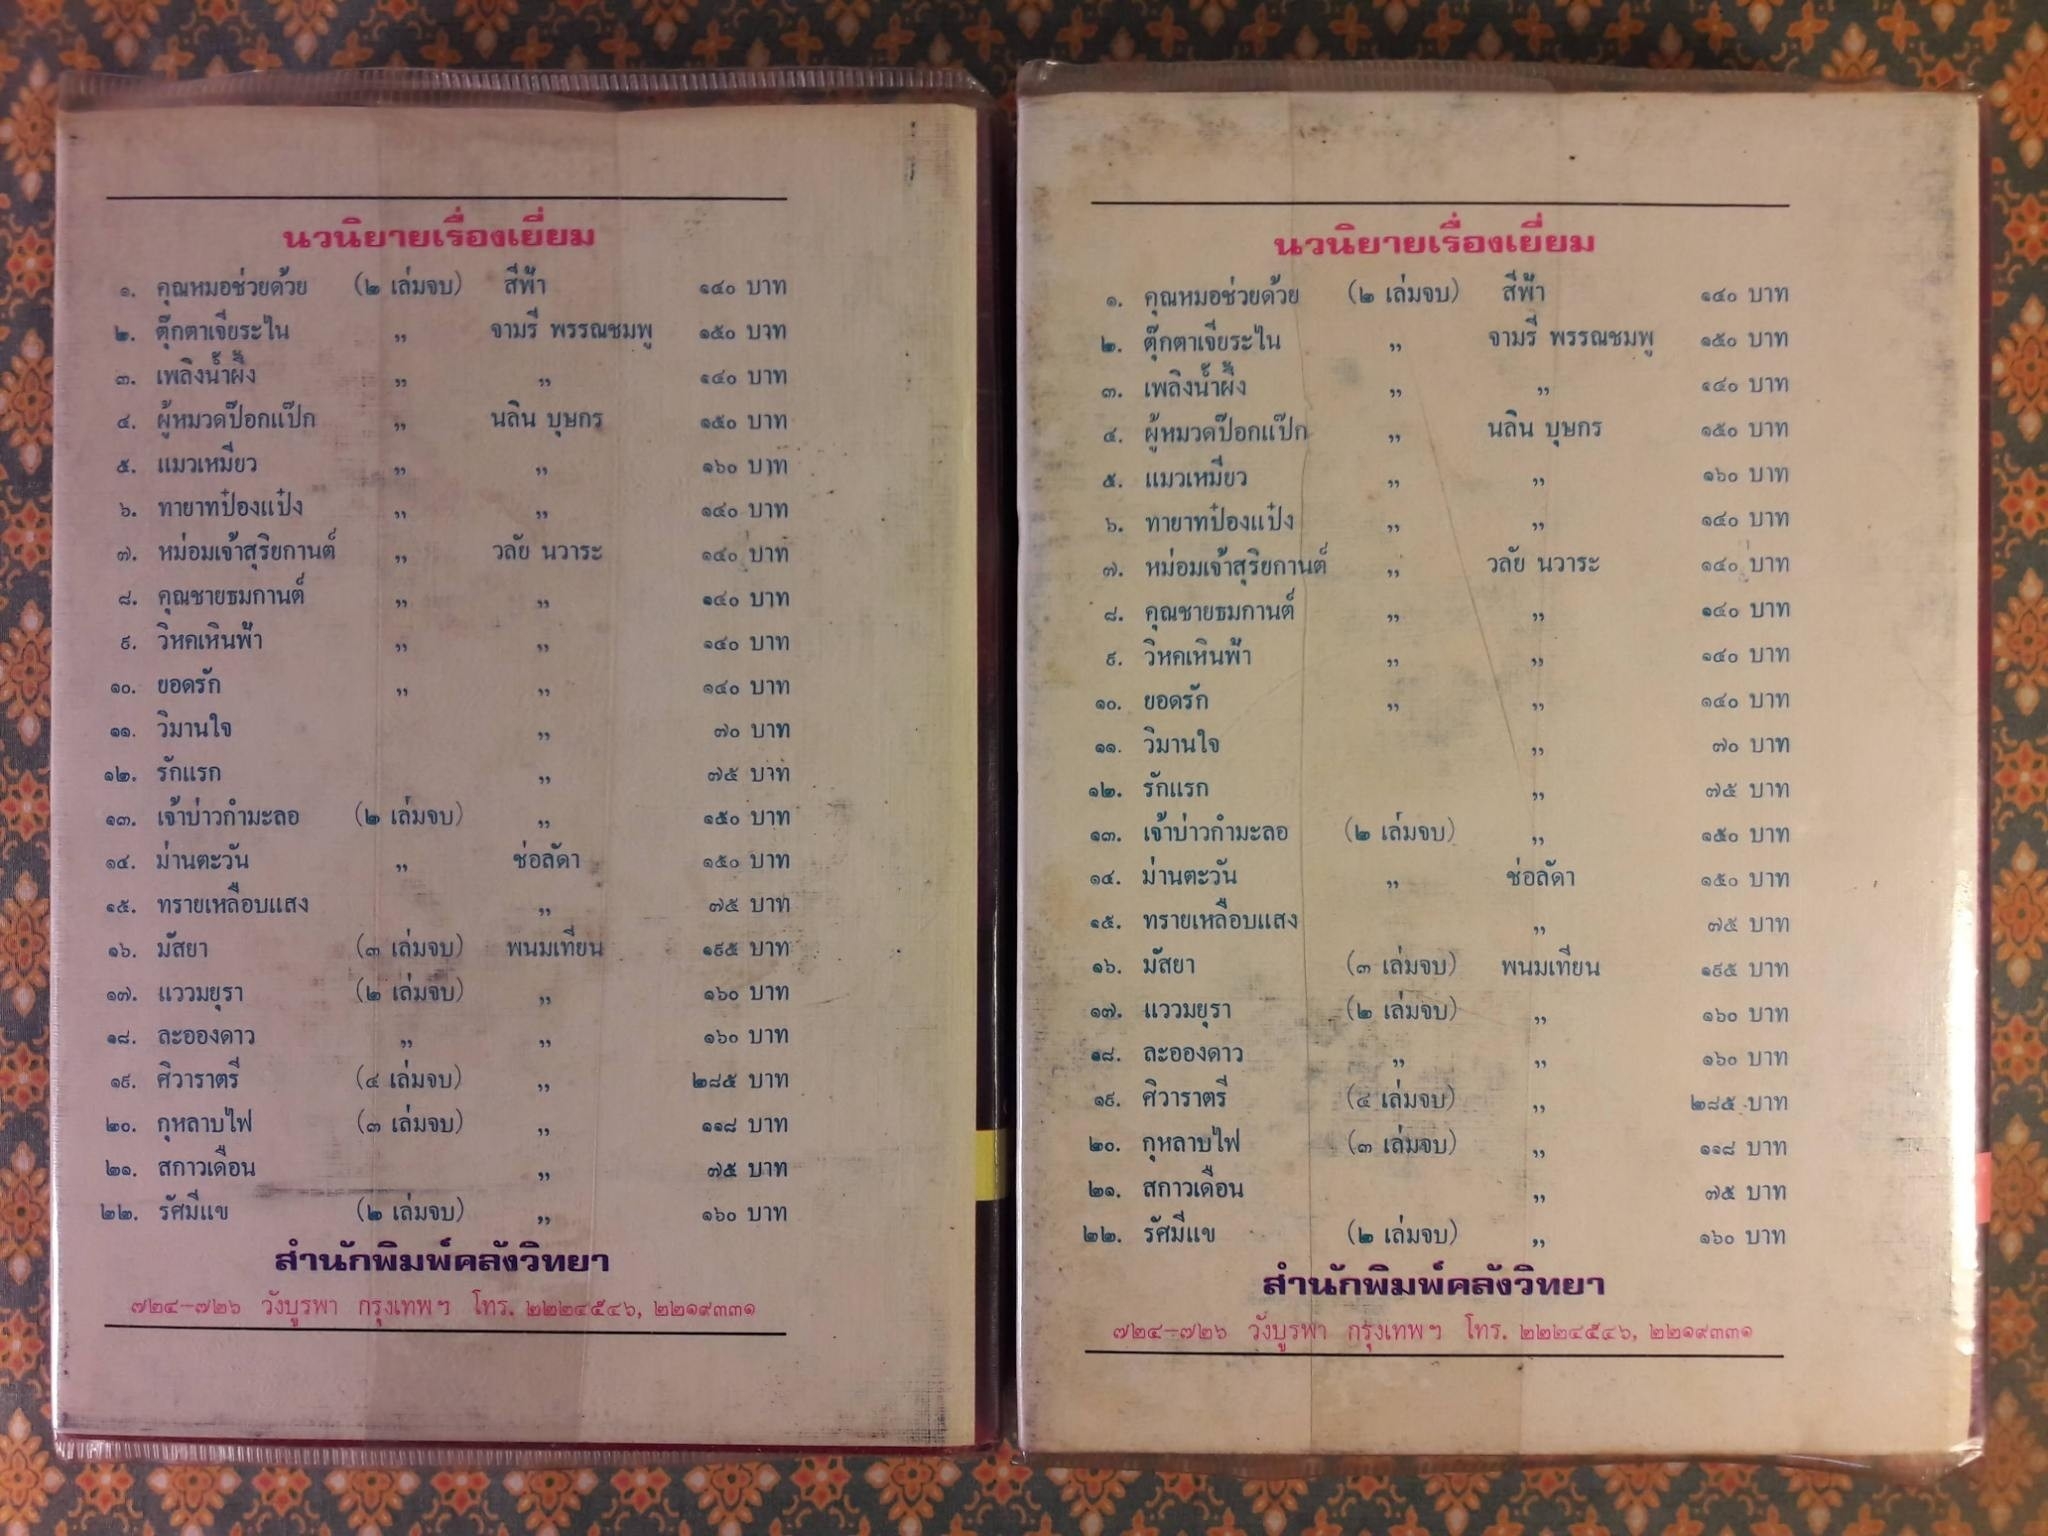 นวนิยายเรื่องเยี่ยม
๑. คุณหมอช่วยด้วย (๒ เล่มจบ) สีฟ้า ๑๔๐ บาท
๒. ตุ๊กตาเจียระไน ,, จามรี พรรณชมพู ๑๕๐ บาท
๓. เพลิงน้ำผึ้ง ,, ,, ๑๔๐ บาท
๔. ผู้หมวดป๊อกแป๊ก ,, นลิน บุษกร ๑๕๐ บาท
๕. แมวเหมียว ,, ,, ๑๖๐ บาท
๖. ทายาทป๋องแป๋ง ,, ,, ๑๔๐ บาท
๗. หม่อมเจ้าสุริยกานต์ ,, วลัย นวาระ ๑๔๐ บาท
๘. คุณชายธมกานต์ ,, ,, ๑๔๐ บาท
๙. วิหคเหินฟ้า ,, ,, ๑๔๐ บาท
๑๐. ยอดรัก ,, ,, ๑๔๐ บาท
๑๑. วิมานใจ ,, ๗๐ บาท
๑๒. รักแรก ,, ๗๕ บาท
๑๓. เจ้าบ่าวกำมะลอ (๒ เล่มจบ) ,, ๑๕๐ บาท
๑๔. ม่านตะวัน ,, ช่อลัดา ๑๕๐ บาท
๑๕. ทรายเหลือบแสง ,, ๗๕ บาท
๑๖. มัสยา (๓ เล่มจบ) พนมเทียน ๑๙๕ บาท
๑๗. แววมยุรา (๒ เล่มจบ) ,, ๑๖๐ บาท
๑๘. ละอองดาว ,, ,, ๑๖๐ บาท
๑๙. ศิวาราตรี (๔ เล่มจบ) ,, ๒๘๕ บาท
๒๐. กุหลาบไฟ (๓ เล่มจบ) ,, ๑๑๘ บาท
๒๑. สกาวเดือน ,, ๗๕ บาท
๒๒. รัศมีแข (๒ เล่มจบ) ,, ๑๖๐ บาท
สำนักพิมพ์คลังวิทยา
๗๒๔-๗๒๖ วังบูรพา กรุงเทพฯ โทร. ๒๒๒๔๕๔๖, ๒๒๑๙๓๓๑
นวนิยายเรื่องเยี่ยม
๑. คุณหมอช่วยด้วย (๒ เล่มจบ) สีฟ้า ๑๔๐ บาท
๒. ตุ๊กตาเจียระไน ,, จามรี พรรณชมพู ๑๕๐ บาท
๓. เพลิงน้ำผึ้ง ,, ,, ๑๔๐ บาท
๔. ผู้หมวดป๊อกแป๊ก ,, นลิน บุษกร ๑๕๐ บาท
๕. แมวเหมียว ,, ,, ๑๖๐ บาท
๖. ทายาทป๋องแป๋ง ,, ,, ๑๔๐ บาท
๗. หม่อมเจ้าสุริยกานต์ ,, วลัย นวาระ ๑๔๐ บาท
๘. คุณชายธมกานต์ ,, ,, ๑๔๐ บาท
๙. วิหคเหินฟ้า ,, ,, ๑๔๐ บาท
๑๐. ยอดรัก ,, ,, ๑๔๐ บาท
๑๑. วิมานใจ ,, ๗๐ บาท
๑๒. รักแรก ,, ๗๕ บาท
๑๓. เจ้าบ่าวกำมะลอ (๒ เล่มจบ) ,, ๑๕๐ บาท
๑๔. ม่านตะวัน ,, ช่อลัดา ๑๕๐ บาท
๑๕. ทรายเหลือบแสง ,, ๗๕ บาท
๑๖. มัสยา (๓ เล่มจบ) พนมเทียน ๑๙๕ บาท
๑๗. แววมยุรา (๒ เล่มจบ) ,, ๑๖๐ บาท
๑๘. ละอองดาว ,, ,, ๑๖๐ บาท
๑๙. ศิวาราตรี (๔ เล่มจบ) ,, ๒๘๕ บาท
๒๐. กุหลาบไฟ (๓ เล่มจบ) ,, ๑๑๘ บาท
๒๑. สกาวเดือน ,, ๗๕ บาท
๒๒. รัศมีแข (๒ เล่มจบ) ,, ๑๖๐ บาท
สำนักพิมพ์คลังวิทยา
๗๒๔-๗๒๖ วังบูรพา กรุงเทพฯ โทร. ๒๒๒๔๕๔๖, ๒๒๑๙๓๓๑